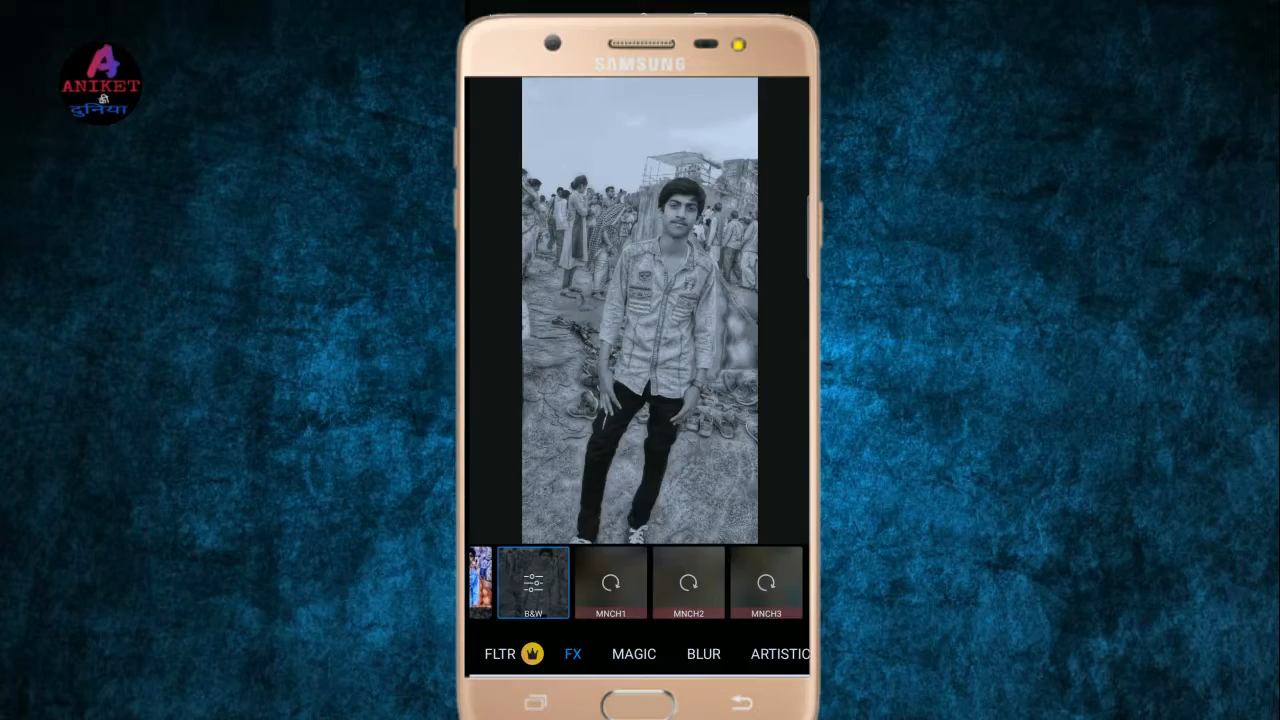 A
ANIKET
की
दुनिया
SAMSUNG
B&W
MNCH1
MNCH2
MNCH3
FLTR
FX
MAGIC
BLUR
ARTISTIC